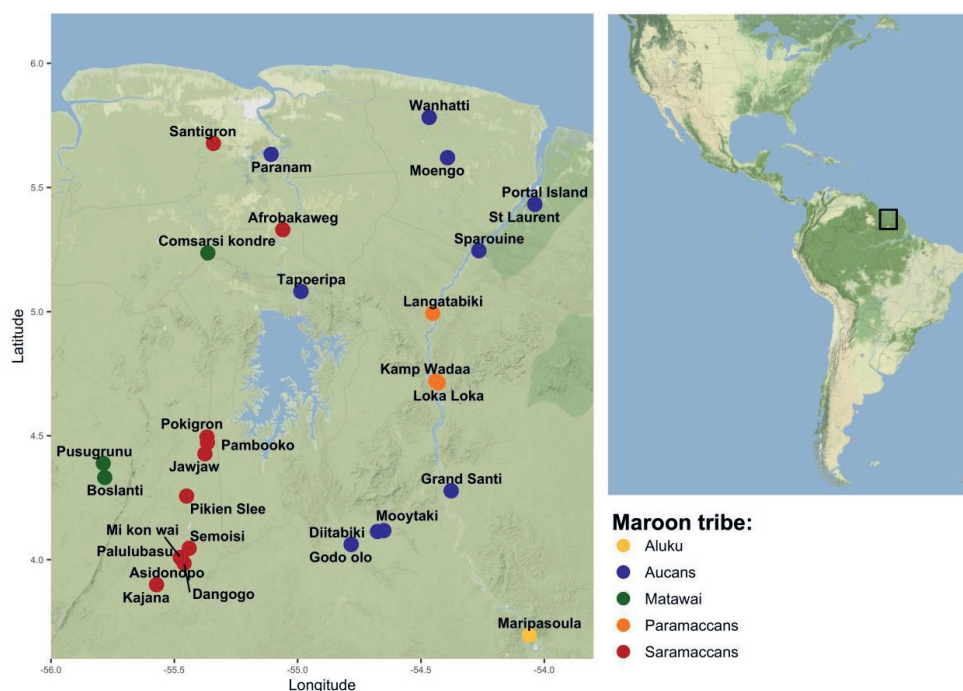 6.0
5.5
5.0
4.5
4.0
Latitude
-56.0
-55.5
-55.0
-54.5
-54.0
Longitude
Wanhatti
Santigron
Paranam
Moengo
Portal Island
St Laurent
Afrobakaweg
Comsarsi kondre
Sparouine
Tapoeripa
Langatabiki
Kamp Wadaa
Loka Loka
Pokigron
Pambooko
Pusugrunu
Jawjaw
Boslanti
Grand Santi
Pikien Slee
Mooytaki
Mi kon wai
Semoisi
Diitabiki
Palulubasu
Godo olo
Asidonopo
Kajana
Dangogo
Maripasoula
Maroon tribe:
Aluku
Aucans
Matawai
Paramaccans
Saramaccans